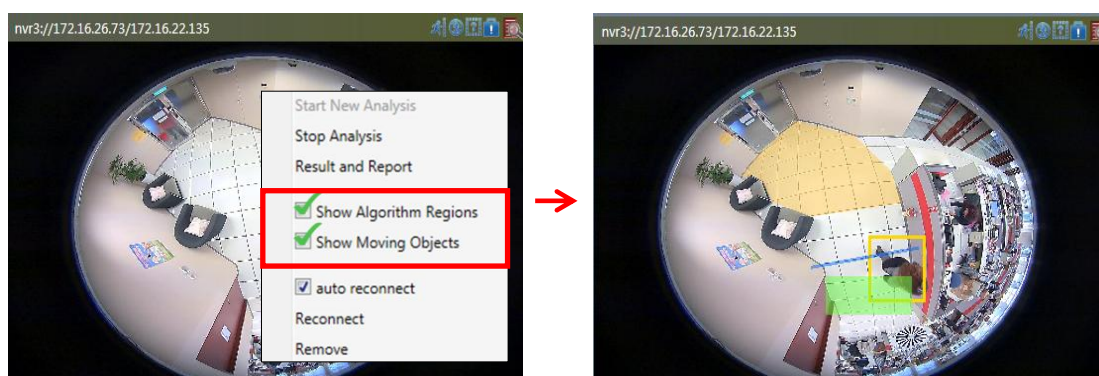 nvr3://172.16.26.73/172.16.22.135
Start New Analysis
Stop Analysis
Result and Report
Show Algorithm Regions
Show Moving Objects
auto reconnect
Reconnect
Remove
nvr3://172.16.26.73/172.16.22.135